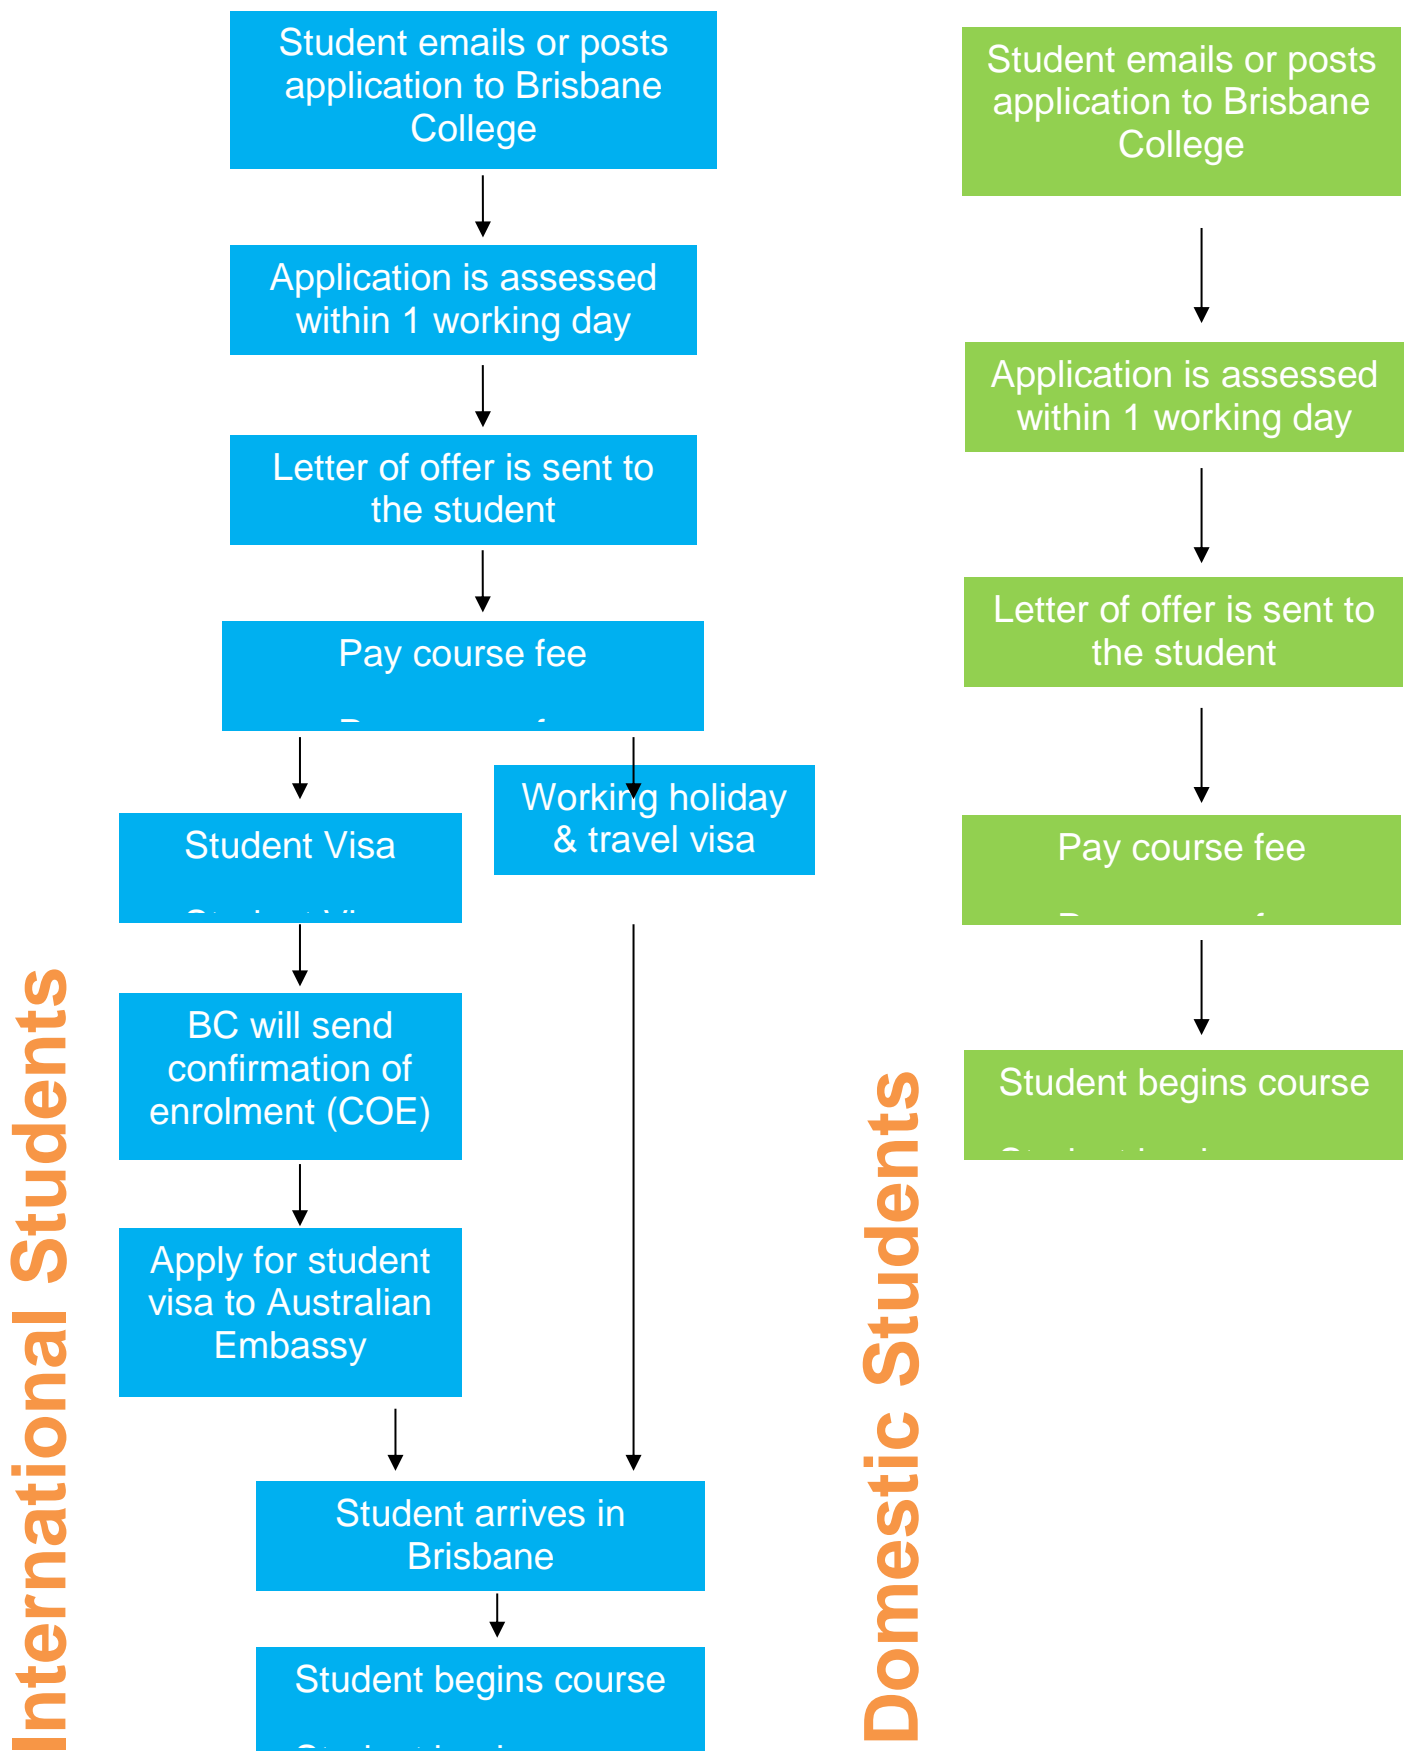 Student emails or posts
application to Brisbane
College
Application is assessed
within 1 working day
Letter of offer is sent to
the student
Pay course fee
Student Visa
Working holiday
& travel visa
BC will send
confirmation of
enrolment (COE)
Apply for student
visa to Australian
Embassy
Student arrives in
Brisbane
Student begins course
International Students
Student emails or posts
application to Brisbane
College
Application is assessed
within 1 working day
Letter of offer is sent to
the student
Pay course fee
Student begins course
Domestic Students